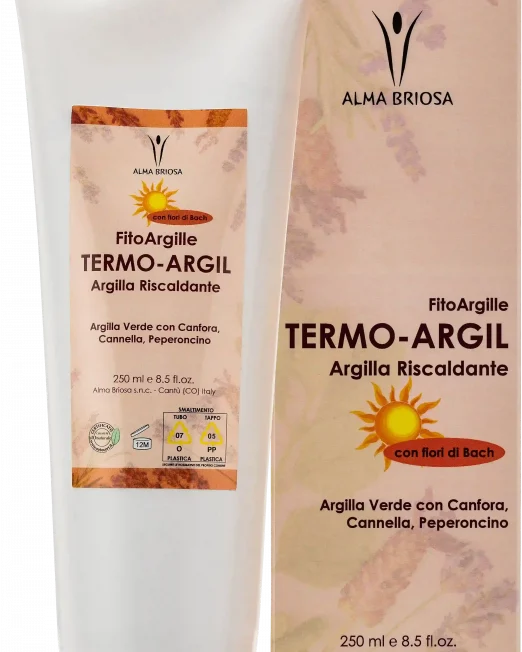 ALMA BRIOSA
con fiori di Bach
FitoArgille
TERMO-ARGIL
Argilla Riscaldante
Argilla Verde con Canfora,
Cannella, Peperoncino
250 ml e 8.5 fl.oz.
Alma Briosa s.n.c. - Cantù (CO) Italy
SMALTIMENTO
TUBO TAPPO
07 05
O PP
PLASTICA PLASTICA
12M
ALMA BRIOSA
FitoArgille
TERMO-ARGIL
Argilla Riscaldante
con fiori di Bach
Argilla Verde con Canfora,
Cannella, Peperoncino
250 ml e 8.5 fl.oz.